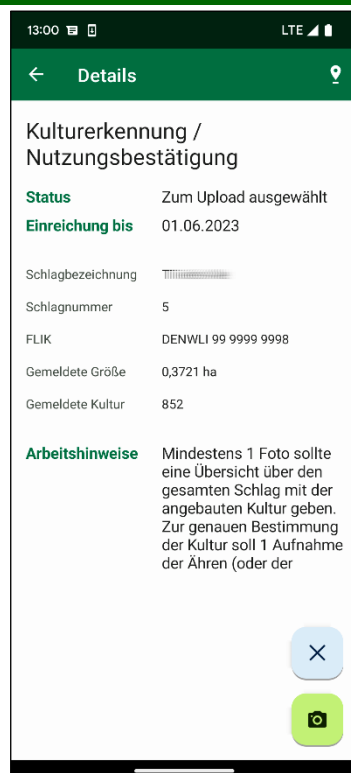 13:00 LTE
Details
Kulturerkennung /
Nutzungsbestätigung
Status Zum Upload ausgewählt
Einreichung bis 01.06.2023
Schlagbezeichnung
Schlagnummer 5
FLIK DENWLI 99 9999 9998
Gemeldete Größe 0,3721 ha
Gemeldete Kultur 852
Arbeitshinweise Mindestens 1 Foto sollte
eine Übersicht über den
gesamten Schlag mit der
angebauten Kultur geben.
Zur genauen Bestimmung
der Kultur soll 1 Aufnahme
der Ähren (oder der